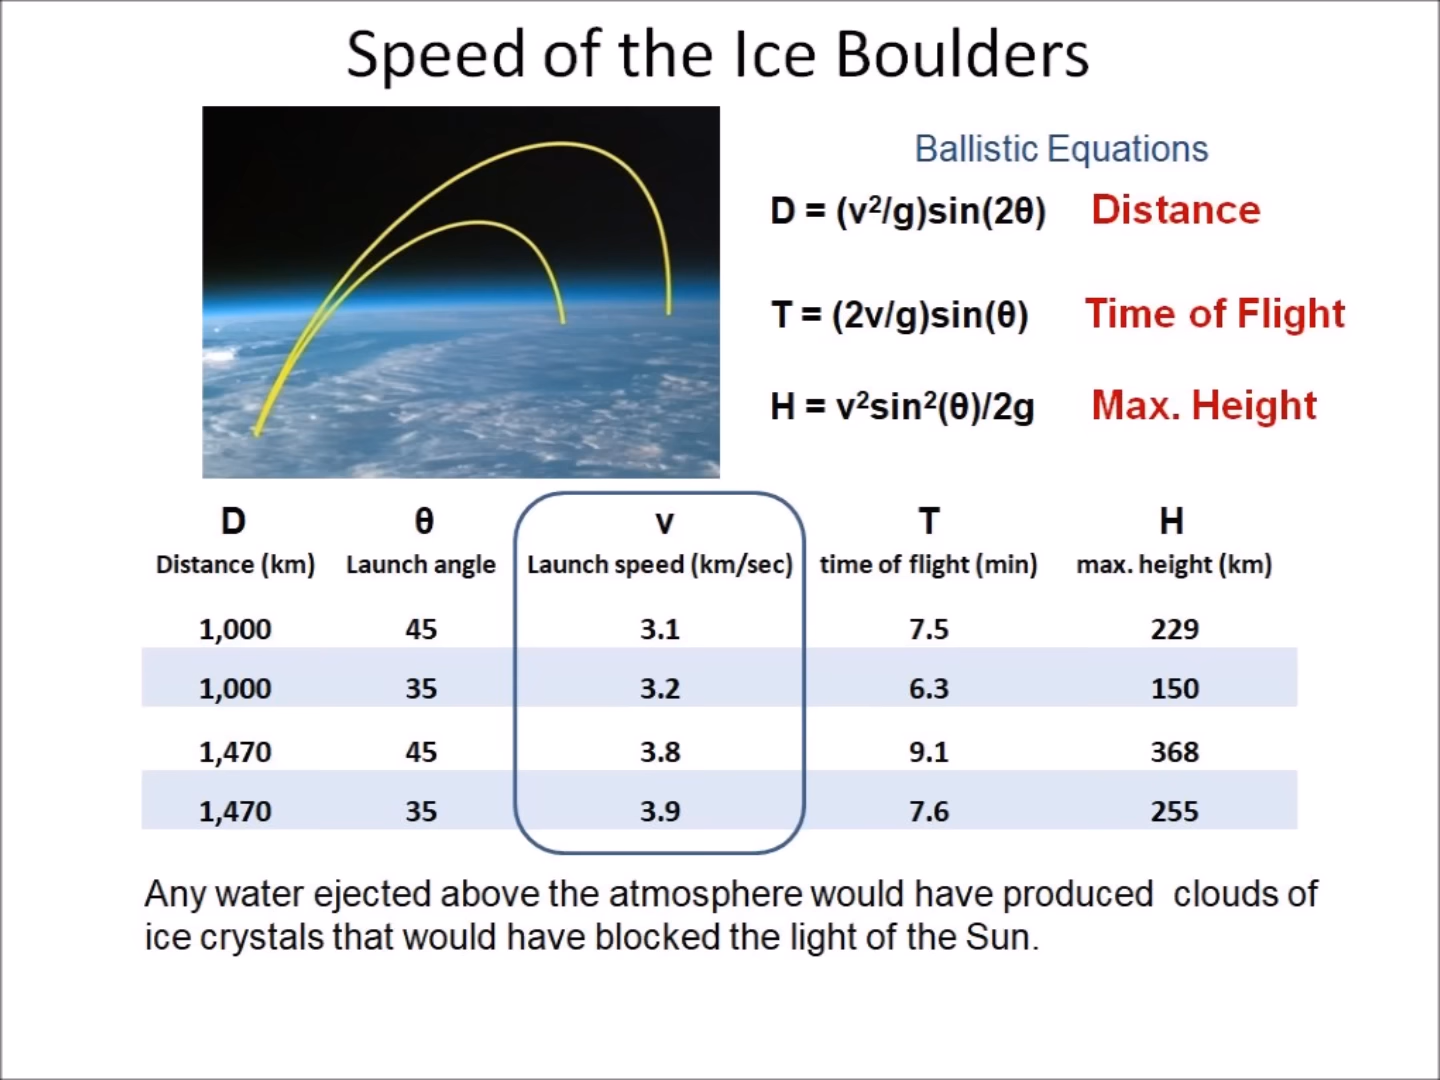 Speed of the Ice Boulders
Ballistic Equations
D = (v²/g)sin(2θ) Distance
T = (2v/g)sin(θ) Time of Flight
H = v²sin²(θ)/2g Max. Height
D θ v T H
Distance (km) Launch angle Launch speed (km/sec) time of flight (min) max. height (km)
1,000 45 3.1 7.5 229
1,000 35 3.2 6.3 150
1,470 45 3.8 9.1 368
1,470 35 3.9 7.6 255
Any water ejected above the atmosphere would have produced clouds of
ice crystals that would have blocked the light of the Sun.